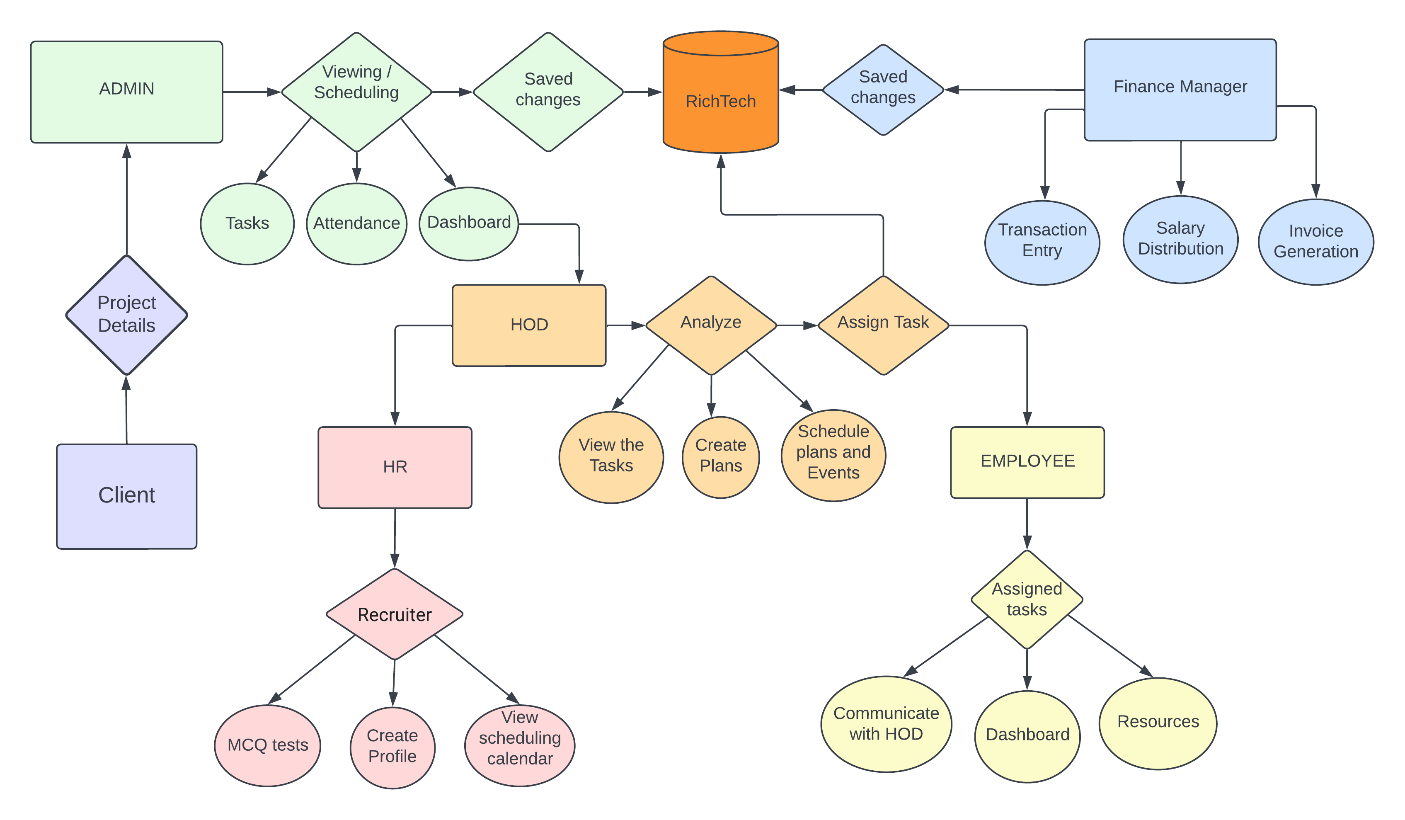 ADMIN
Viewing /
Scheduling
Saved
changes
RichTech
Saved
changes
Finance Manager
Tasks
Attendance
Dashboard
Transaction
Entry
Salary
Distribution
Invoice
Generation
Project
Details
HOD
Analyze
Assign Task
View the
Tasks
Create
Plans
Schedule
plans and
Events
Client
HR
EMPLOYEE
Recruiter
Assigned
tasks
MCQ tests
Create
Profile
View
scheduling
calendar
Communicate
with HOD
Dashboard
Resources